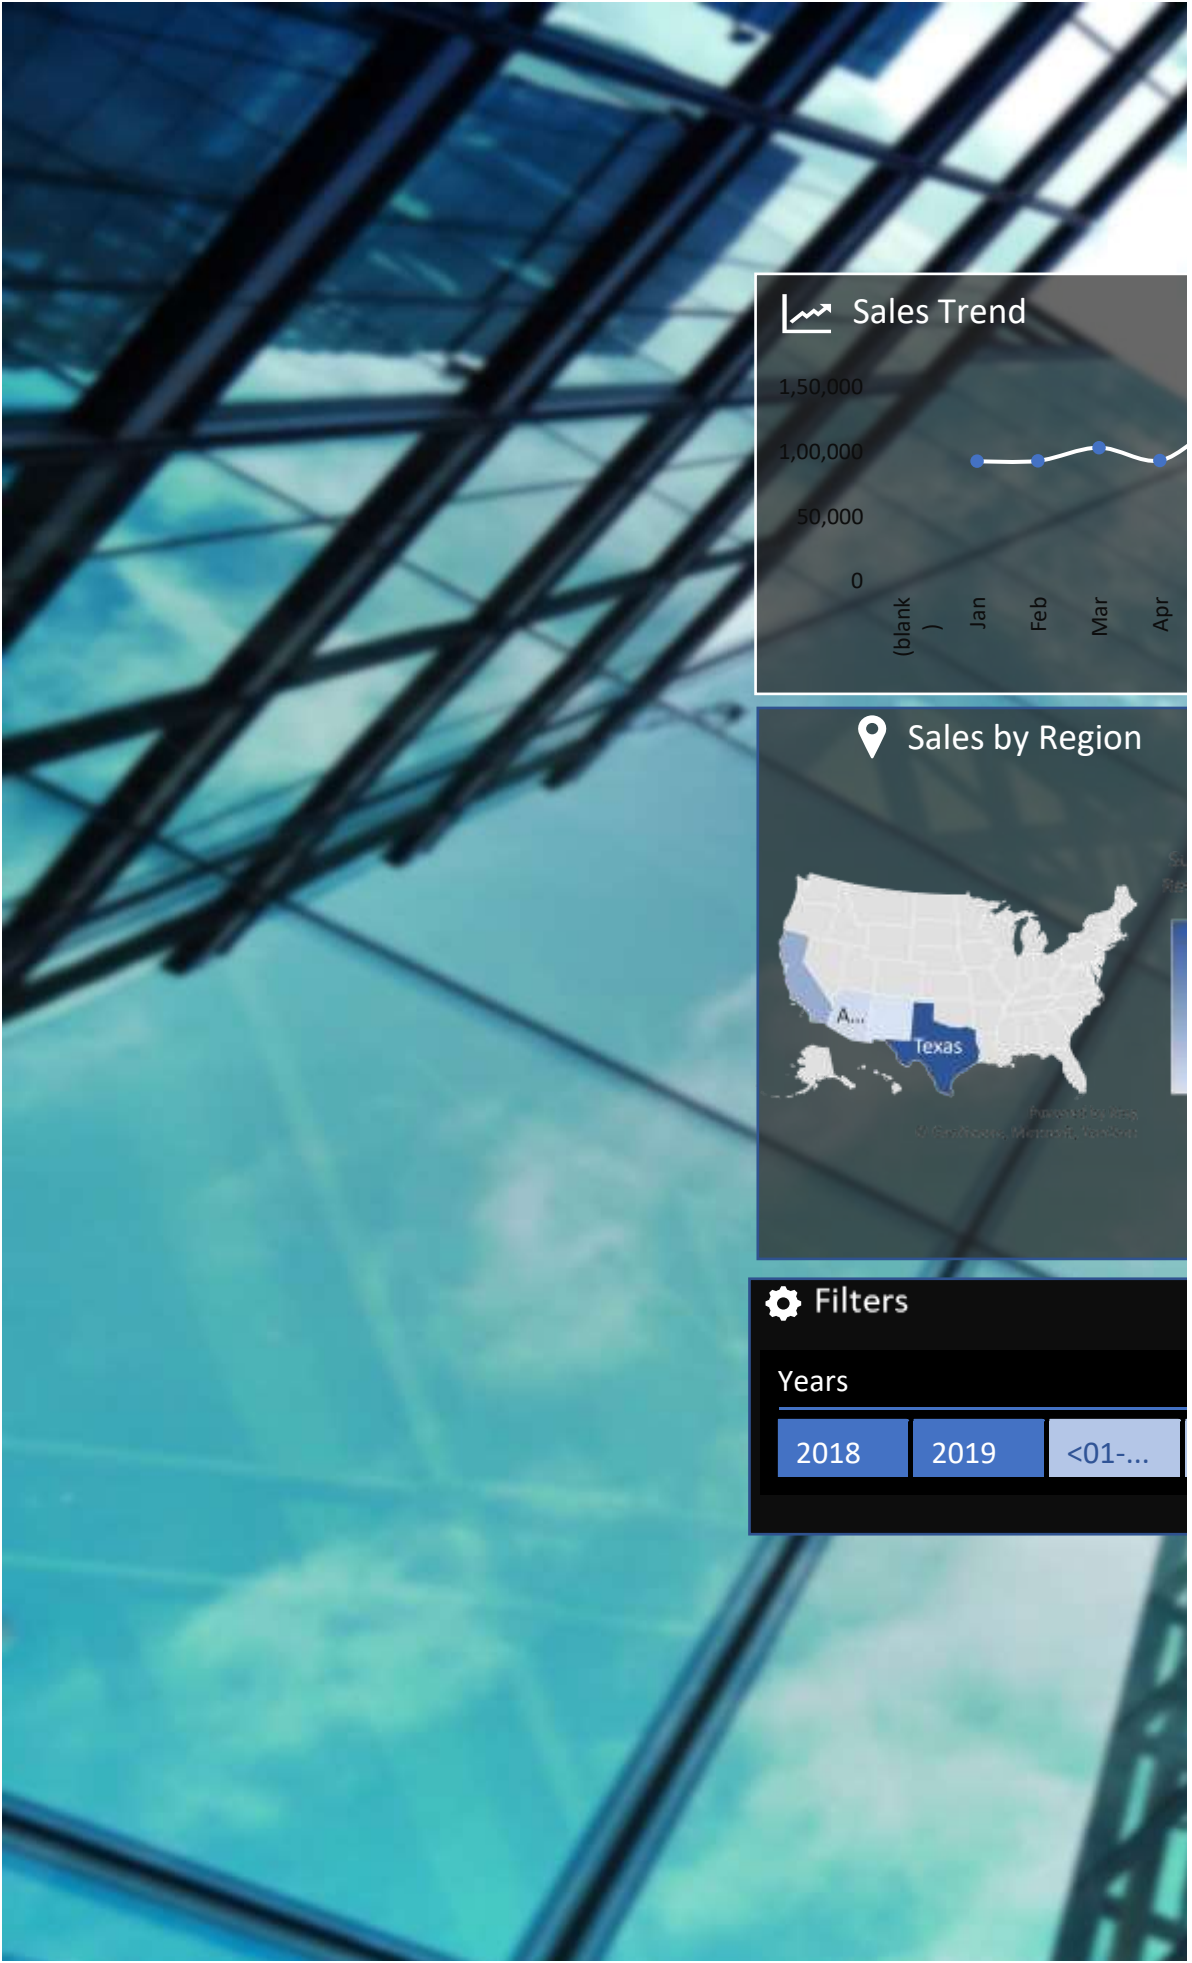 Sales Trend
1,50,000
1,00,000
50,000
0
(blank
)
Jan
Feb
Mar
Apr
Sales by Region
A...
Texas
Filters
Years
2018
2019
<01-...